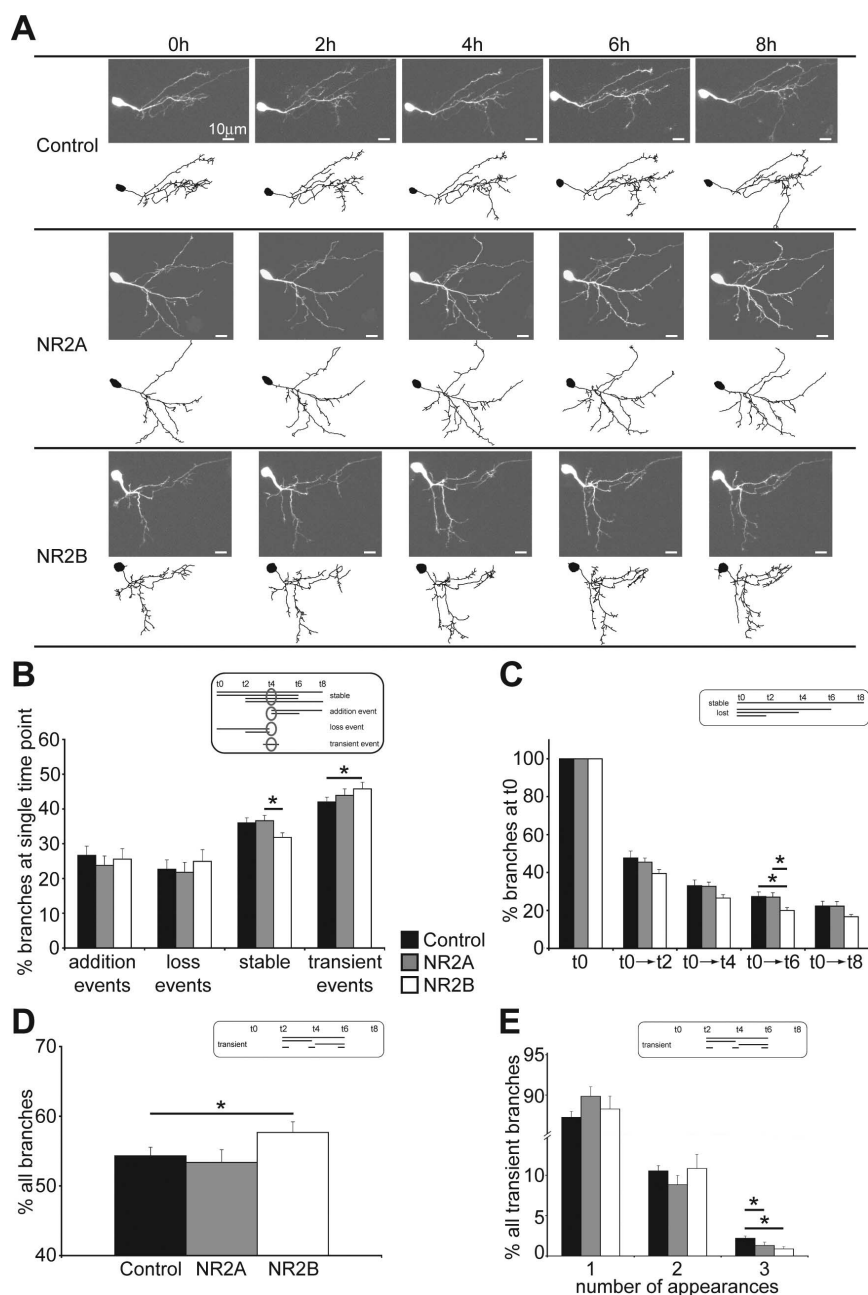 A
0h 2h 4h 6h 8h
10µm
Control
NR2A
NR2B
B
t0 t2 t4 t6 t8
stable
addition event
loss event
transient event
% branches at single time point
60
50
40
30
20
10
0
* *
addition events
loss events
stable
transient events
Control
NR2A
NR2B
C
t0 t2 t4 t6 t8
stable
lost
% branches at t0
100
80
60
40
20
0
*
*
t0 t0→t2 t0→t4 t0→t6 t0→t8
D
t0 t2 t4 t6 t8
transient
% all branches
70
60
50
40
*
Control NR2A NR2B
E
t0 t2 t4 t6 t8
transient
% all transient branches
95
90
10
5
0
*
*
1 2 3
number of appearances